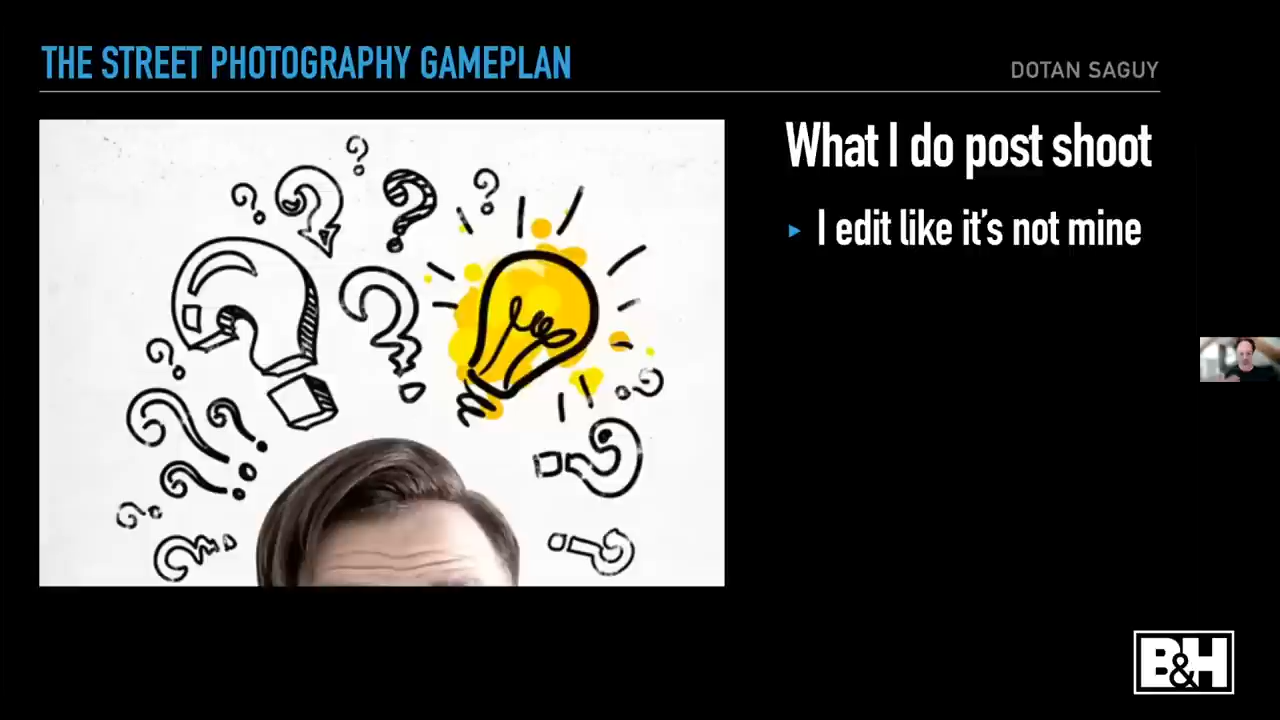 THE STREET PHOTOGRAPHY GAMEPLAN
DOTAN SAGUY
What I do post shoot
▸ I edit like it’s not mine
B&H